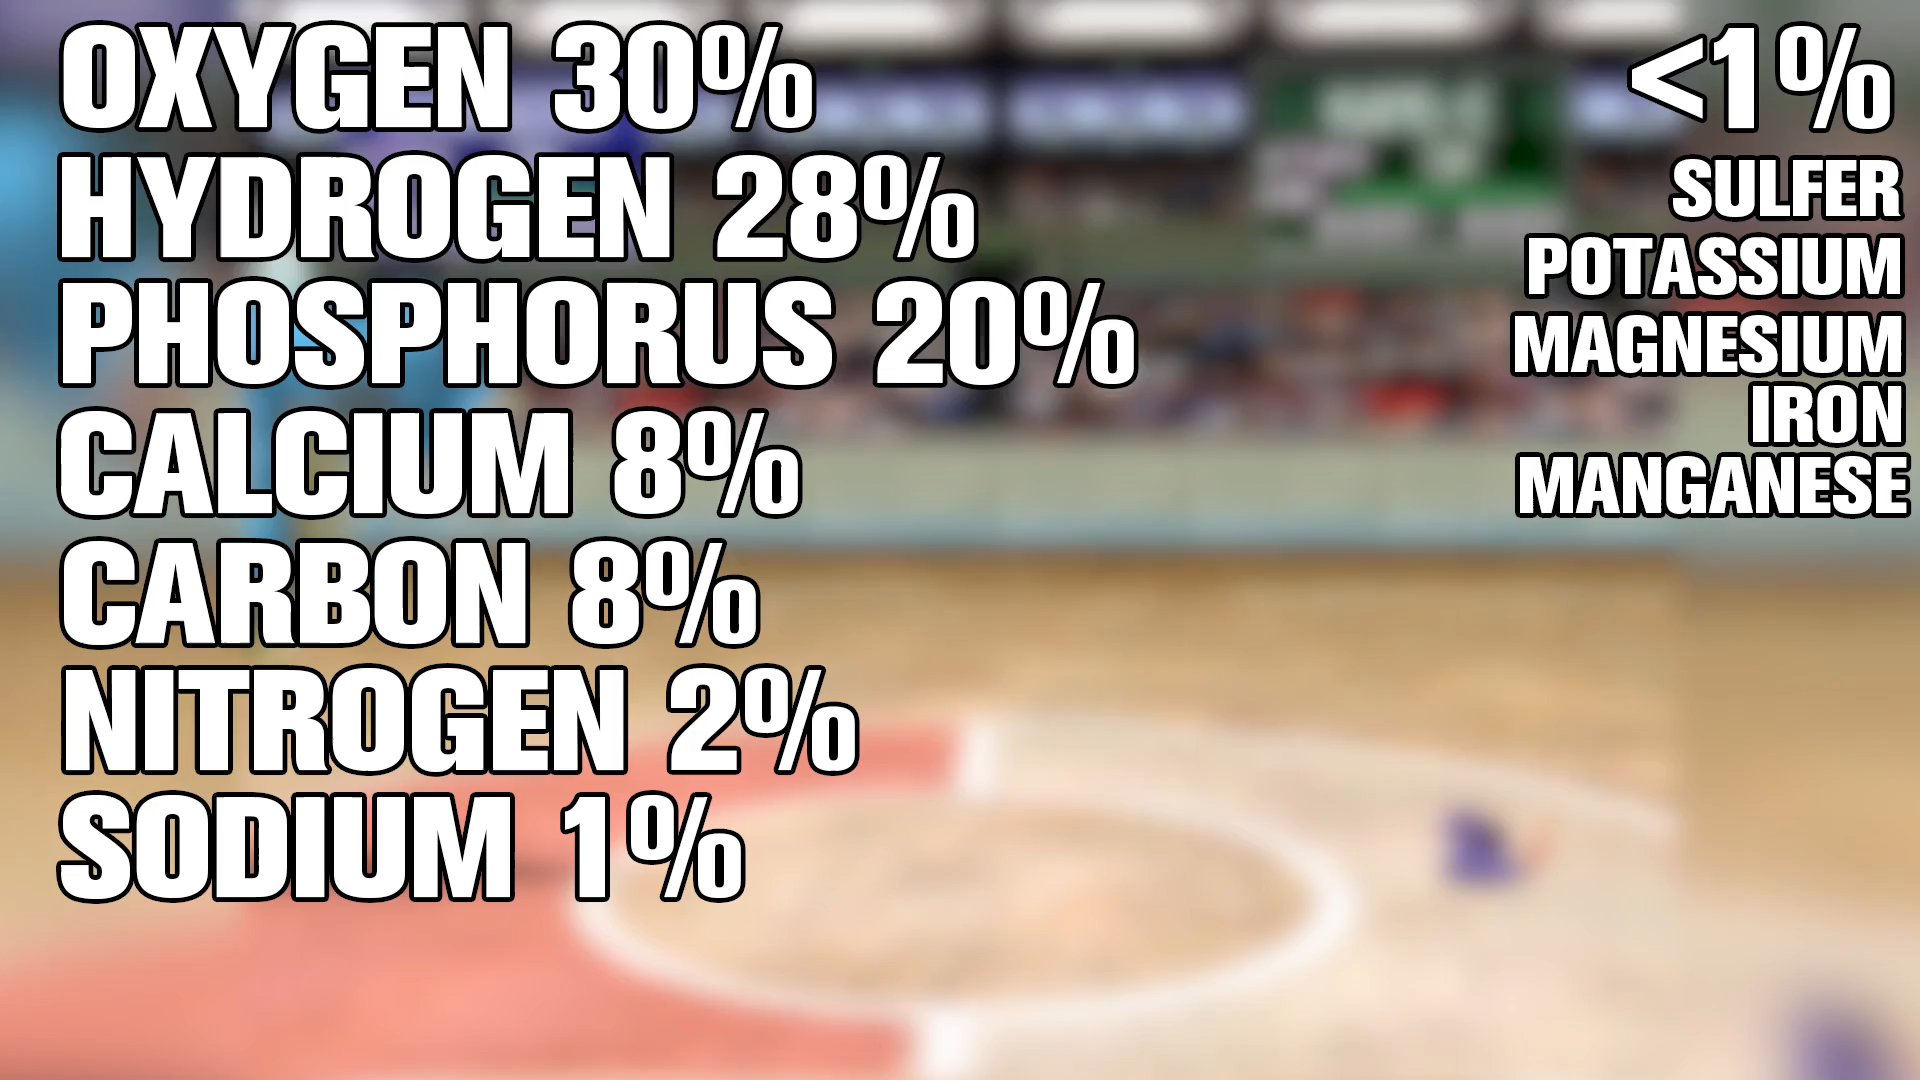 OXYGEN 30%
HYDROGEN 28%
PHOSPHORUS 20%
CALCIUM 8%
CARBON 8%
NITROGEN 2%
SODIUM 1%
<1%
SULFER
POTASSIUM
MAGNESIUM
IRON
MANGANESE